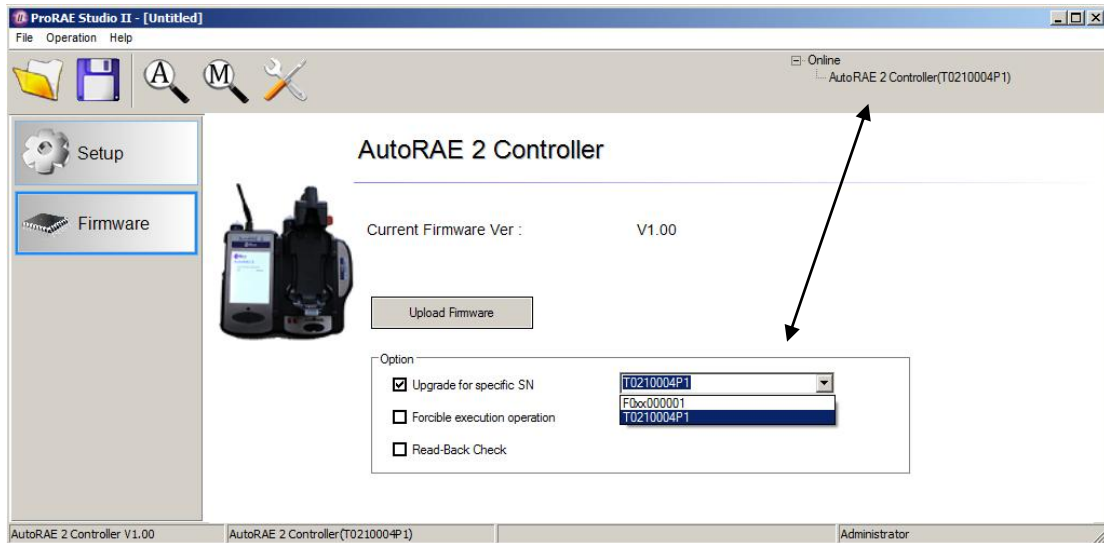 ProRAE Studio II - [Untitled]
File Operation Help
A M
Online
AutoRAE 2 Controller(T0210004P1)
Setup
Firmware
AutoRAE 2 Controller
Current Firmware Ver : V1.00
Upload Firmware
Option
Upgrade for specific SN T0210004P1
F0xx000001
Forcible execution operation T0210004P1
Read-Back Check
AutoRAE 2 Controller V1.00 AutoRAE 2 Controller(T0210004P1) Administrator